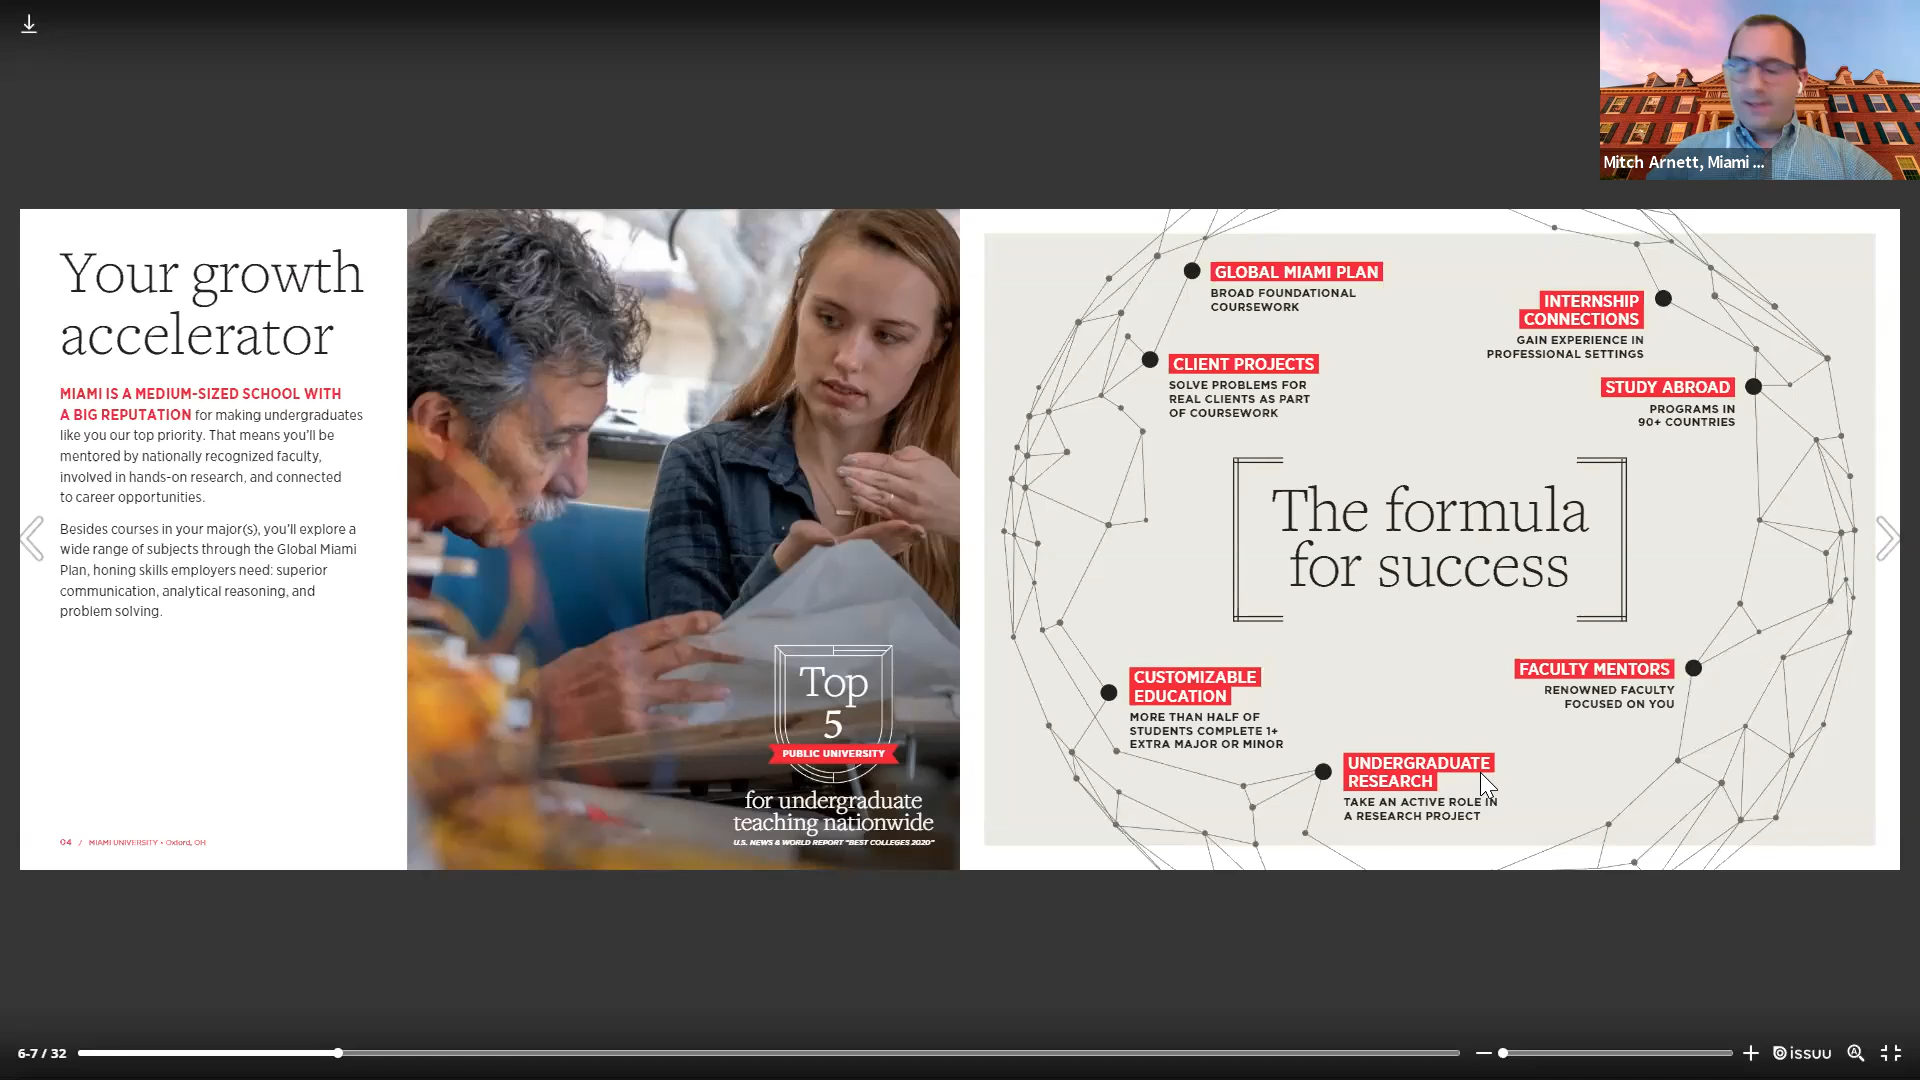 Mitch Arnett, Miami ...
Your growth
accelerator
MIAMI IS A MEDIUM-SIZED SCHOOL WITH
A BIG REPUTATION for making undergraduates
like you our top priority. That means you'll be
mentored by nationally recognized faculty,
involved in hands-on research, and connected
to career opportunities.
Besides courses in your major(s), you'll explore a
wide range of subjects through the Global Miami
Plan, honing skills employers need: superior
communication, analytical reasoning, and
problem solving.
04 / MIAMI UNIVERSITY • Oxford, OH
Top
5
PUBLIC UNIVERSITY
for undergraduate
teaching nationwide
U.S. NEWS & WORLD REPORT "BEST COLLEGES 2020"
GLOBAL MIAMI PLAN
BROAD FOUNDATIONAL
COURSEWORK
CLIENT PROJECTS
SOLVE PROBLEMS FOR
REAL CLIENTS AS PART
OF COURSEWORK
INTERNSHIP
CONNECTIONS
GAIN EXPERIENCE IN
PROFESSIONAL SETTINGS
STUDY ABROAD
PROGRAMS IN
90+ COUNTRIES
The formula
for success
CUSTOMIZABLE
EDUCATION
MORE THAN HALF OF
STUDENTS COMPLETE 1+
EXTRA MAJOR OR MINOR
FACULTY MENTORS
RENOWNED FACULTY
FOCUSED ON YOU
UNDERGRADUATE
RESEARCH
TAKE AN ACTIVE ROLE IN
A RESEARCH PROJECT
6-7 / 32
issuu